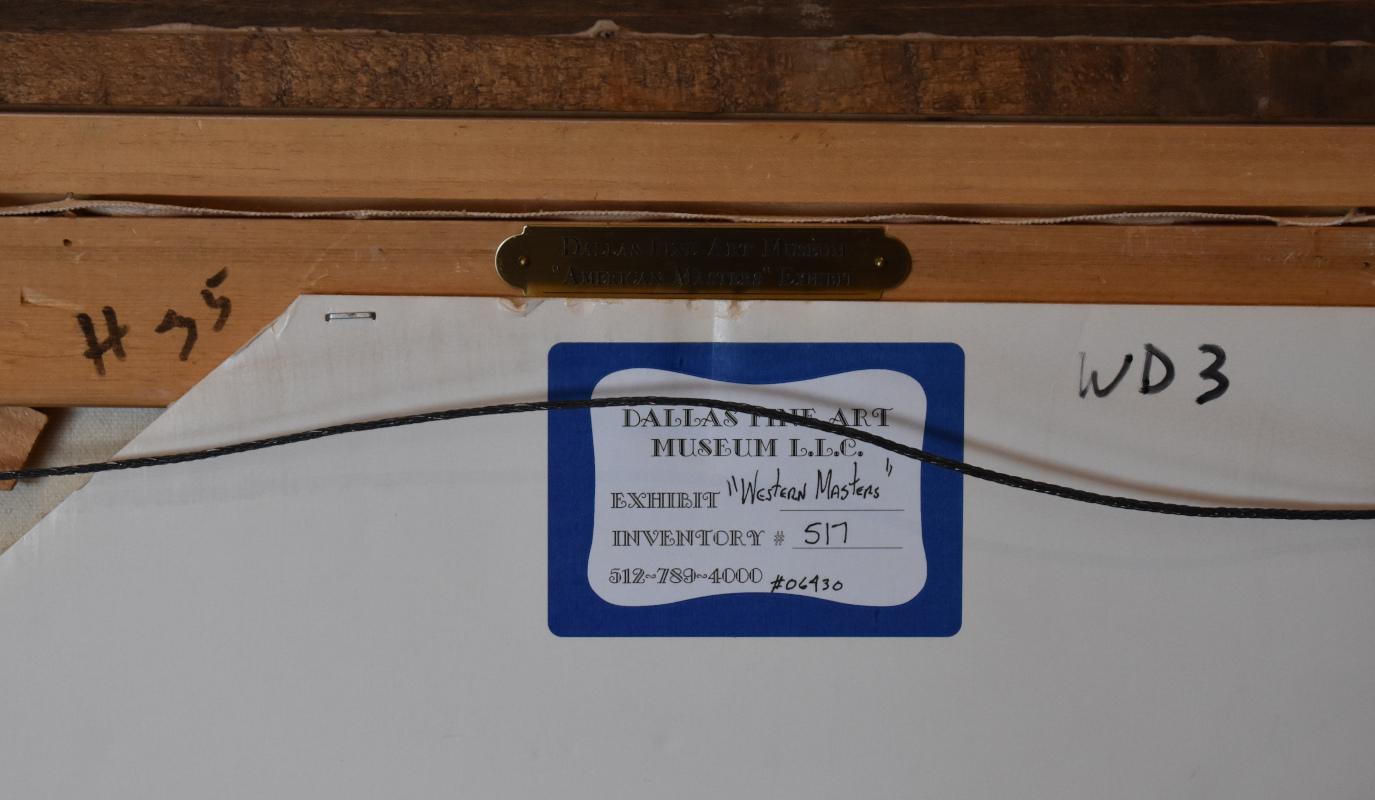 DALLAS FINE ART MUSEUM
"AMERICAN MASTERS" EXHIBIT
WD3
DALLAS FINE ART
MUSEUM L.L.C.
EXHIBIT "WESTERN MASTERS"
INVENTORY # 517
512~789~4000 #06430